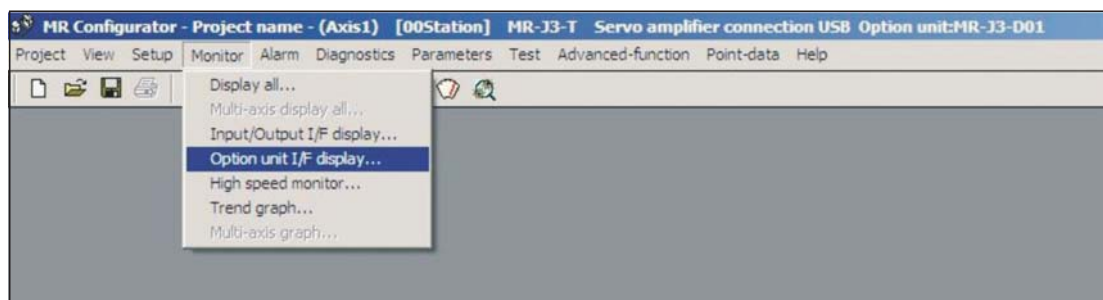 MR Configurator - Project name - (Axis1) [00Station] MR-J3-T Servo amplifier connection USB Option unit:MR-J3-D01
Project View Setup Monitor Alarm Diagnostics Parameters Test Advanced-function Point-data Help
Display all...
Multi-axis display all...
Input/Output I/F display...
Option unit I/F display...
High speed monitor...
Trend graph...
Multi-axis graph...